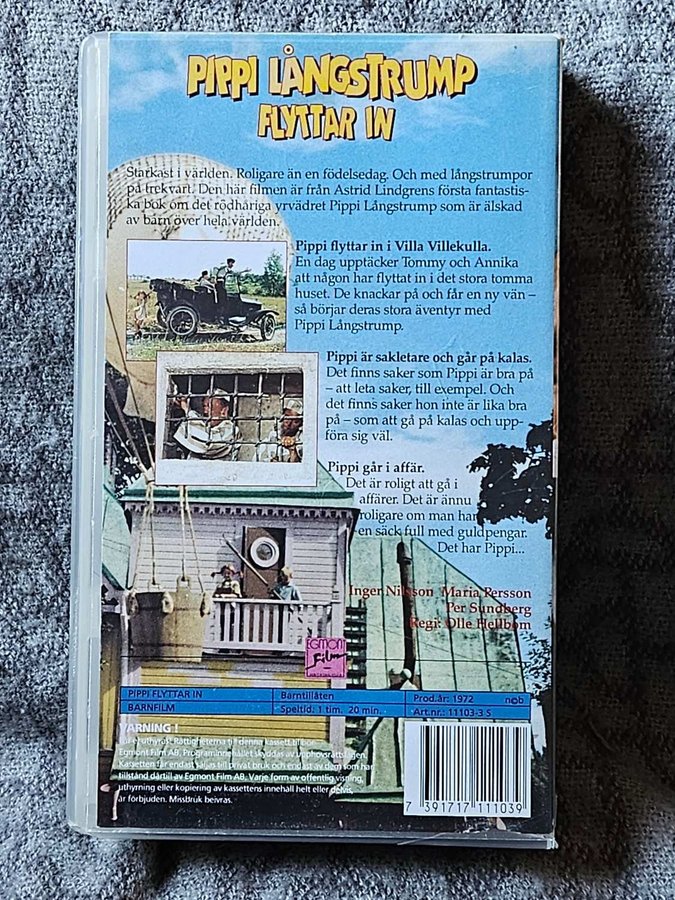 PIPPI LÅNGSTRUMP
FLYTTAR IN
Starkast i världen. Roligare än en födelsedag. Och med långstrumpor
på trekvart. Den här filmen är från Astrid Lindgrens första fantastis-
ka bok om det rödhåriga yrvädret Pippi Långstrump som är älskad
av barn över hela världen.
Pippi flyttar in i Villa Villekulla.
En dag upptäcker Tommy och Annika
att någon har flyttat in i det stora tomma
huset. De knackar på och får en ny vän –
så börjar deras stora äventyr med
Pippi Långstrump.
Pippi är sakletare och går på kalas.
Det finns saker som Pippi är bra på
– att leta saker, till exempel. Och
det finns saker hon inte är lika bra
på – som att gå på kalas och upp-
föra sig väl.
Pippi går i affär.
Det är roligt att gå i
affärer. Det är ännu
roligare om man har
en säck full med guldpengar.
Det har Pippi...
Inger Nilsson Maria Persson
Per Sundberg
Regi: Olle Hellbom
EGMONT
Film
PIPPI FLYTTAR IN Barntillåten Prod.år: 1972 n©b
BARNFILM Speltid: 1 tim. 20 min. Art.nr.: 11103-3 S
VARNING !
Ej för uthyrning. Rättigheterna till denna kassett tillhör
Egmont Film AB. Programinnehållet skyddas av upphovsrättslagen.
Kassetten får endast säljas till privat bruk och endast av dem som har
tillstånd därtill av Egmont Film AB. Varje form av offentlig visning,
uthyrning eller kopiering av kassettens innehåll helt eller delvis,
är förbjuden. Missbruk beivras.
7 391717 111039